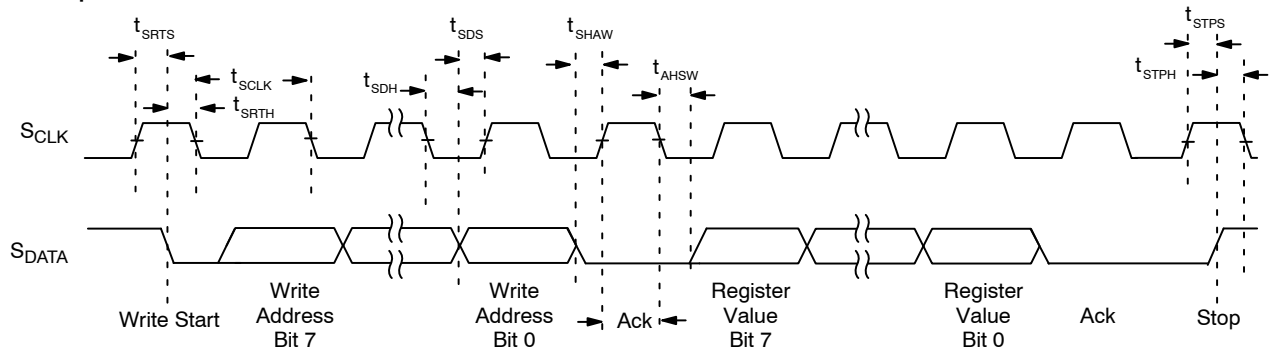 tSRTS
tSDS
tSHAW
tSTPS
tSCLK
tAHSW
tSTPH
tSDH
tSRTH
SCLK
SDATA
Write Start
Write Address Bit 7
Write Address Bit 0
Ack
Register Value Bit 7
Register Value Bit 0
Ack
Stop